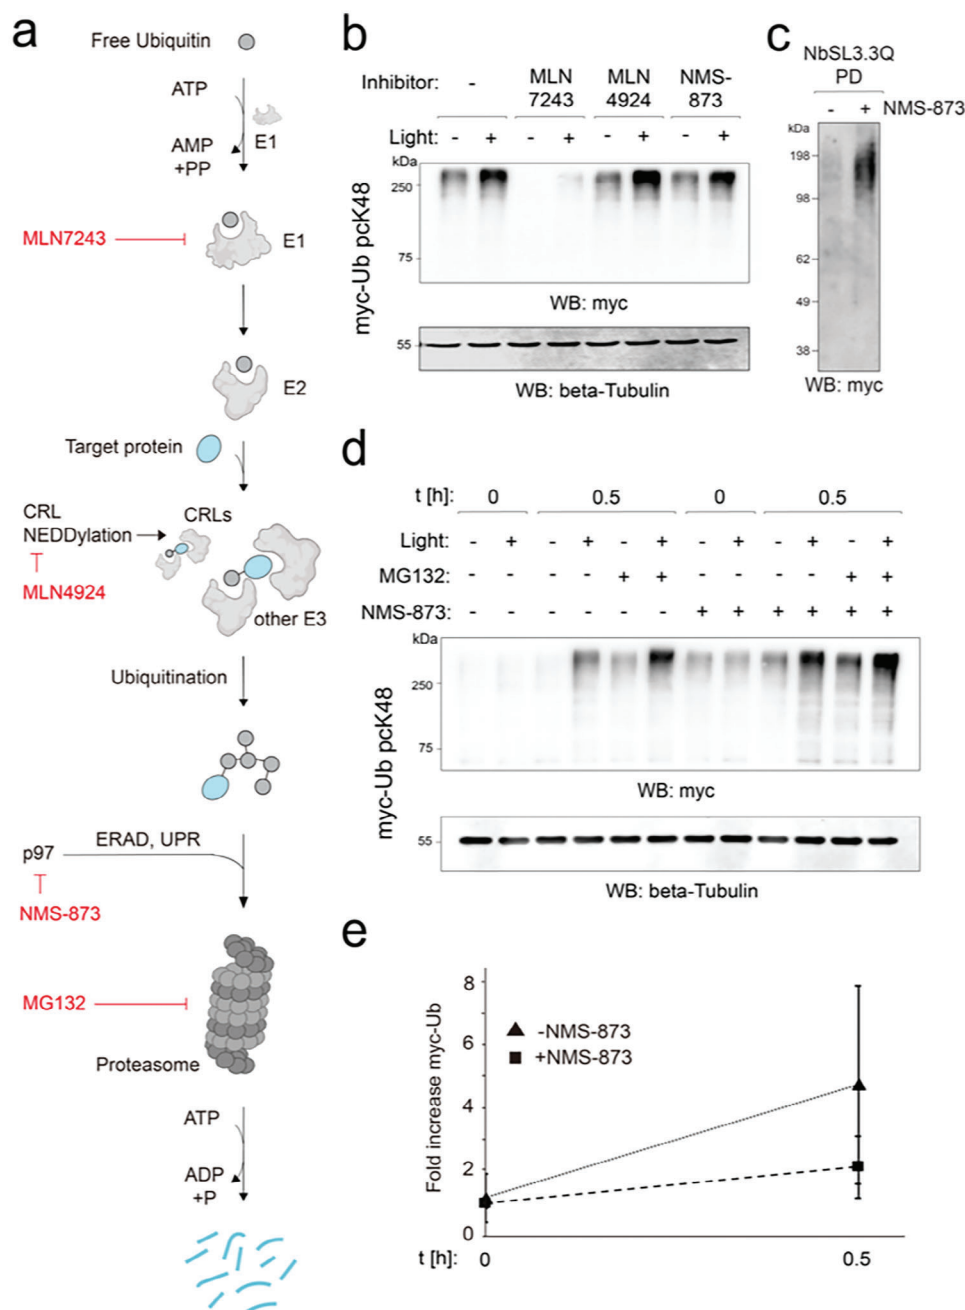 a
Free Ubiquitin
ATP
E1
AMP
+PP
MLN7243
E1
E2
Target protein
CRL
NEDDylation
CRLs
MLN4924
other E3
Ubiquitination
ERAD, UPR
p97
NMS-873
MG132
Proteasome
ATP
ADP
+P
b
Inhibitor: - MLN 7243 MLN 4924 NMS-873
Light: - + - + - + - +
kDa
250
75
myc-Ub pcK48
WB: myc
55
WB: beta-Tubulin
c
NbSL3.3Q
PD
- + NMS-873
kDa
198
98
62
49
38
WB: myc
d
t [h]: 0 0.5 0 0.5
Light: - + - + - + - + - + - +
MG132: - - - - + + - - - - + +
NMS-873: - - - - - - + + + + + +
kDa
250
75
myc-Ub pcK48
WB: myc
55
WB: beta-Tubulin
e
Fold increase myc-Ub
8
6
4
2
0
-NMS-873
+NMS-873
t [h]: 0 0.5